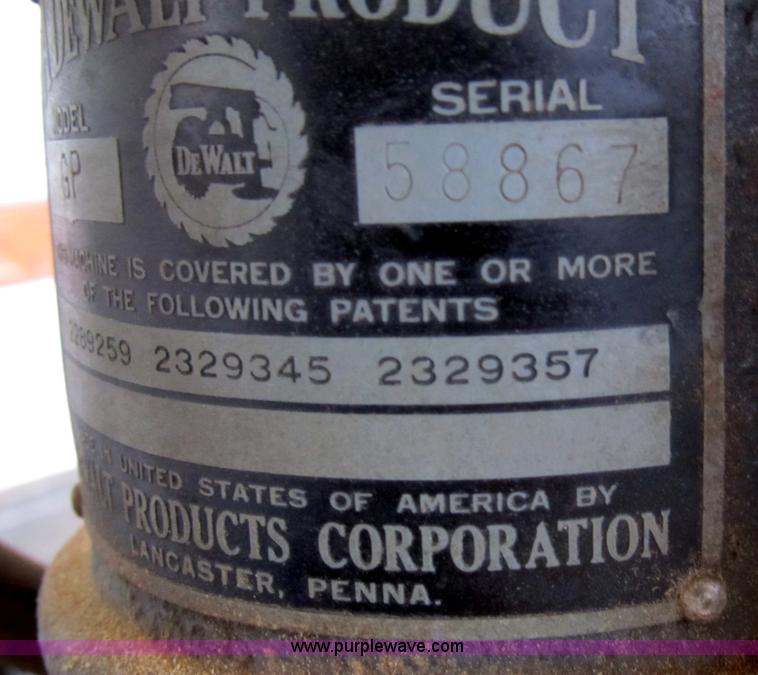 DEWALT PRODUCT
MODEL
GP
DEWALT
SERIAL
58867
MACHINE IS COVERED BY ONE OR MORE
OF THE FOLLOWING PATENTS
2289259 2329345 2329357
UNITED STATES OF AMERICA BY
PRODUCTS CORPORATION
LANCASTER, PENNA.
www.purplewave.com